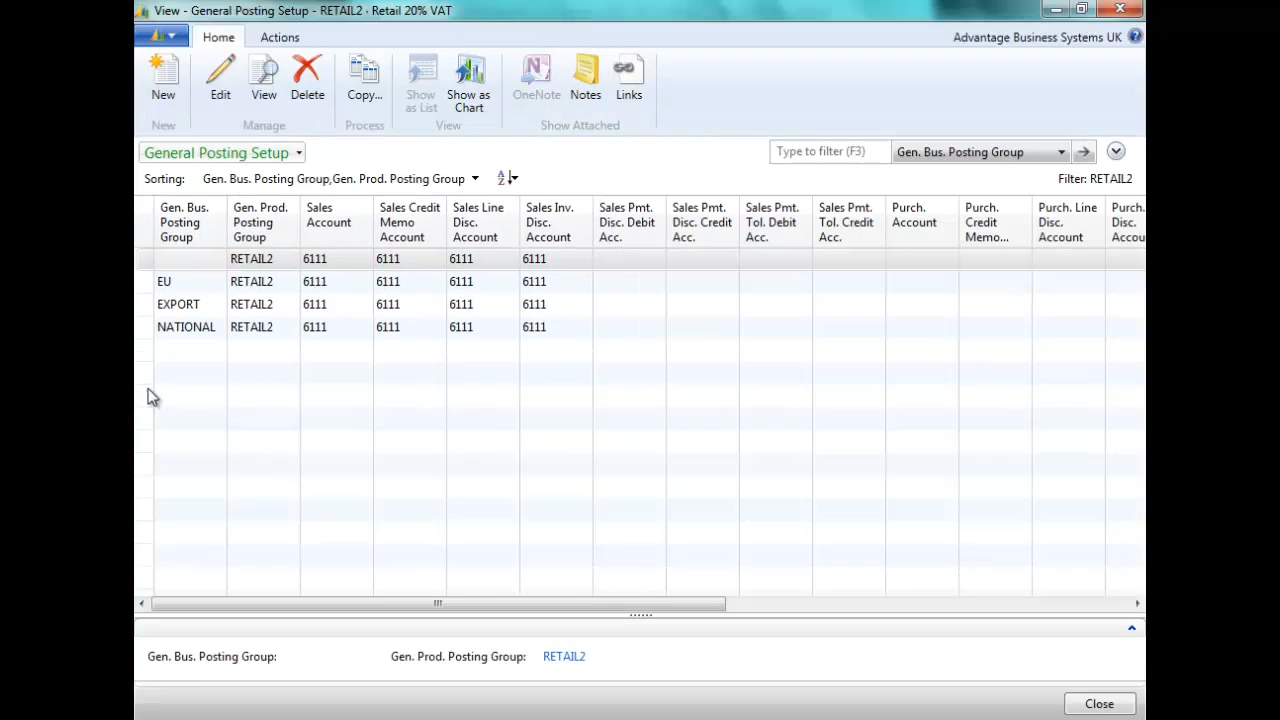 View - General Posting Setup - RETAIL2 · Retail 20% VAT
Home Actions Advantage Business Systems UK
New Edit View Delete Copy... Show as List Show as Chart OneNote Notes Links
New Manage Process View Show Attached
General Posting Setup Type to filter (F3) Gen. Bus. Posting Group
Sorting: Gen. Bus. Posting Group,Gen. Prod. Posting Group Filter: RETAIL2
Gen. Bus. Posting Group Gen. Prod. Posting Group Sales Account Sales Credit Memo Account Sales Line Disc. Account Sales Inv. Disc. Account Sales Pmt. Disc. Debit Acc. Sales Pmt. Disc. Credit Acc. Sales Pmt. Tol. Debit Acc. Sales Pmt. Tol. Credit Acc. Purch. Account Purch. Credit Memo... Purch. Line Disc. Account Purch. Disc. Accou
RETAIL2 6111 6111 6111 6111
EU RETAIL2 6111 6111 6111 6111
EXPORT RETAIL2 6111 6111 6111 6111
NATIONAL RETAIL2 6111 6111 6111 6111
Gen. Bus. Posting Group: Gen. Prod. Posting Group: RETAIL2
Close